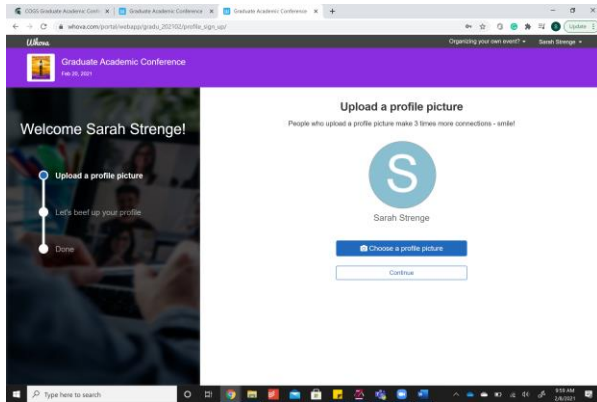 COGS Graduate Academic Conf
Graduate Academic Conference
Graduate Academic Conference
whova.com/portal/webapp/gradu_202102/profile_sign_up/
Update
Whova
Organizing your own event?
Sarah Strenge
Graduate Academic Conference
Feb 20, 2021
Welcome Sarah Strenge!
Upload a profile picture
Let's beef up your profile
Done
Upload a profile picture
People who upload a profile picture make 3 times more connections - smile!
S
Sarah Strenge
Choose a profile picture
Continue
Type here to search
9:59 AM
2/8/2021